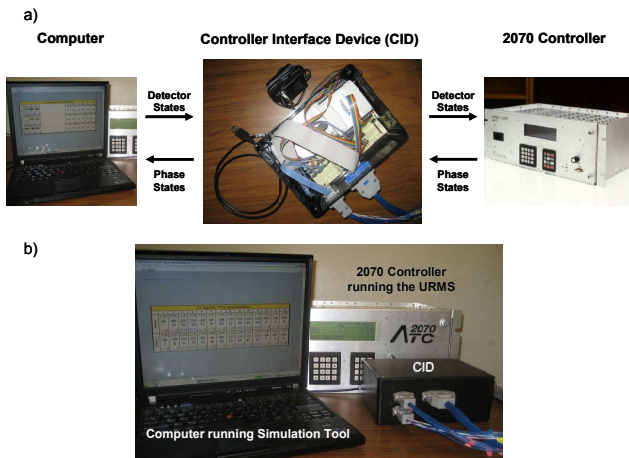 a)
Computer
Controller Interface Device (CID)
2070 Controller
Detector
States
Detector
States
Phase
States
Phase
States
b)
2070 Controller
running the URMS
2070
ATC
CID
Computer running Simulation Tool